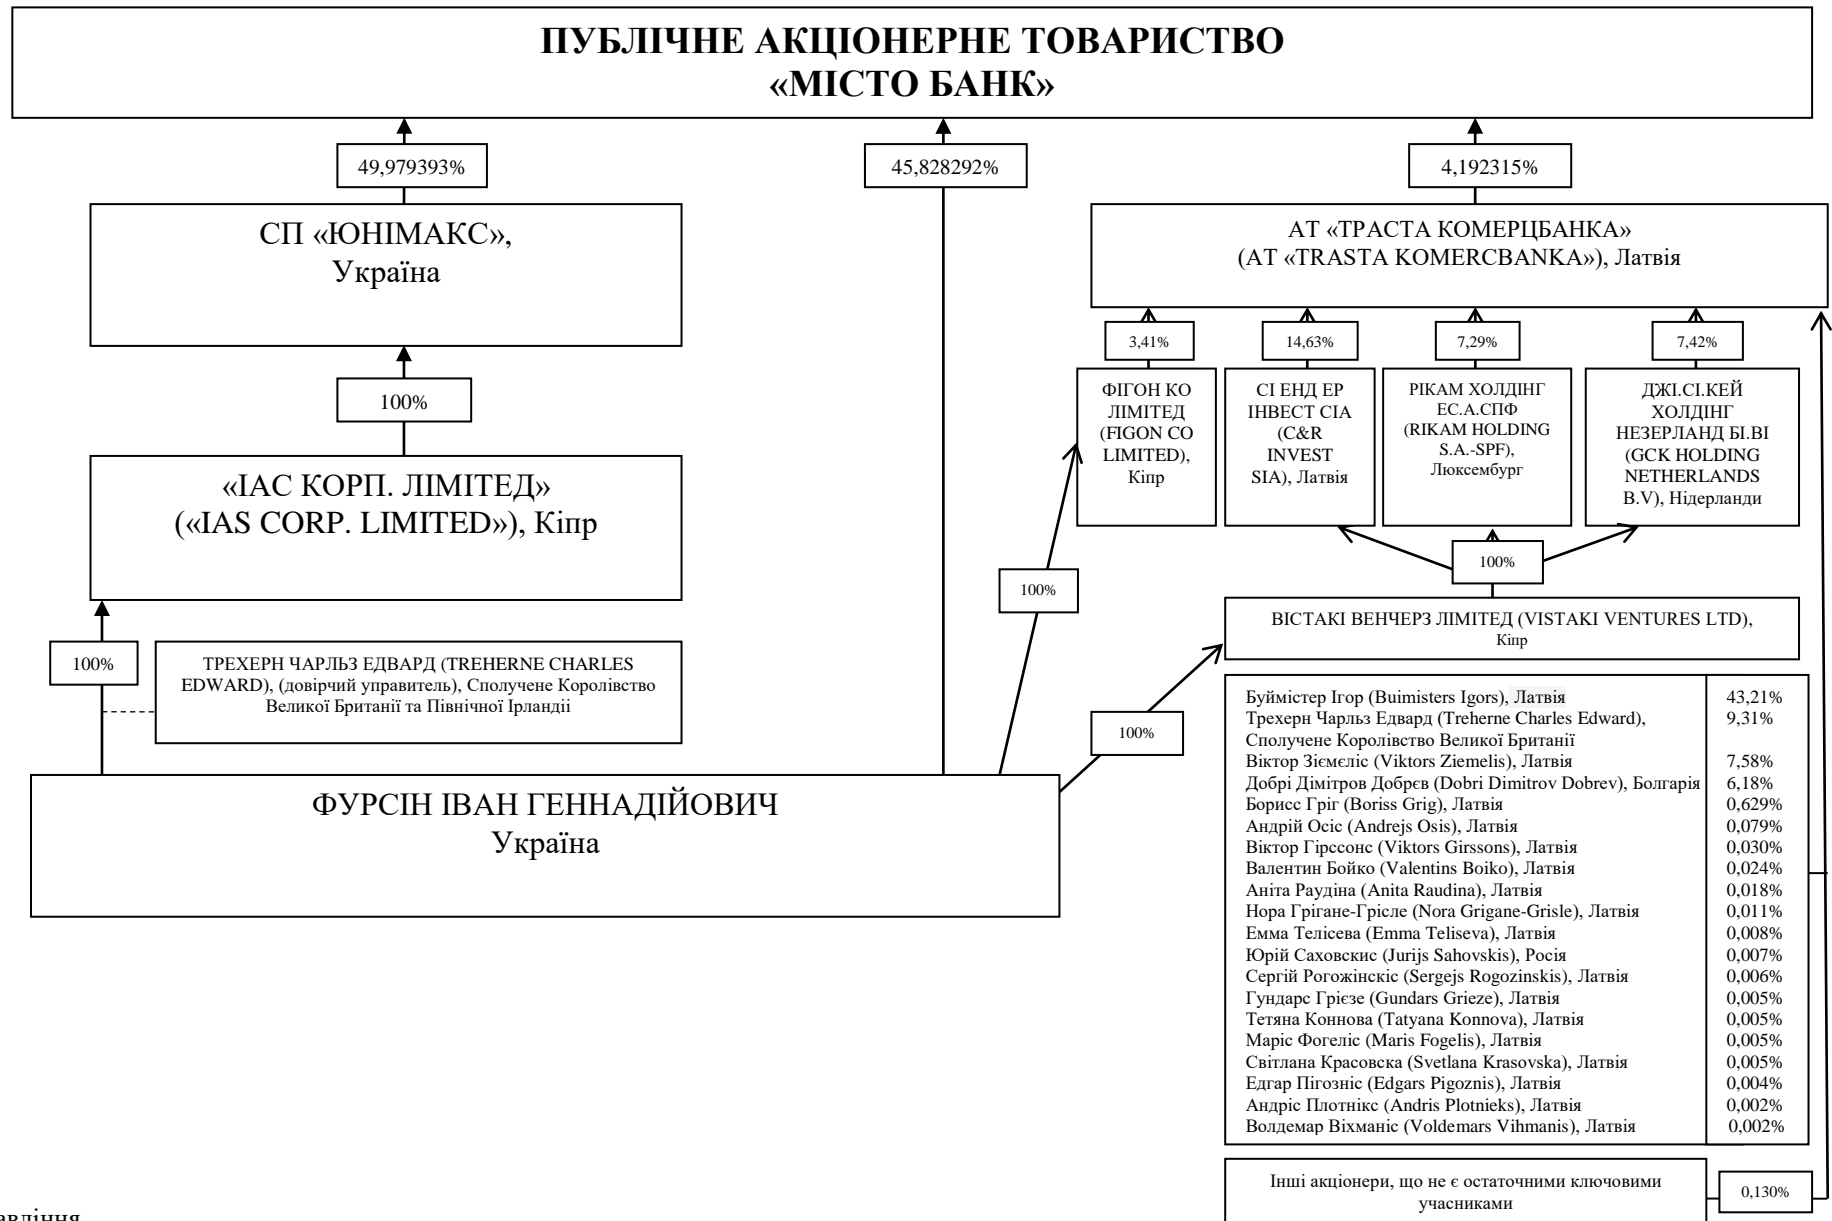 ПУБЛІЧНЕ АКЦІОНЕРНЕ ТОВАРИСТВО
«МІСТО БАНК»
49,979393%
45,828292%
4,192315%
СП «ЮНІМАКС»,
Україна
АТ «ТРАСТА КОМЕРЦБАНКА»
(АТ «TRASTA KOMERCBANKA»), Латвія
3,41%
14,63%
7,29%
7,42%
100%
ФІГОН КО
ЛІМІТЕД
(FIGON CO
LIMITED),
Кіпр
СІ ЕНД ЕР
ІНВЕСТ СІА
(C&R
INVEST
SIA), Латвія
РІКАМ ХОЛДІНГ
ЕС.А.СПФ
(RIKAM HOLDING
S.A.-SPF),
Люксембург
ДЖІ.СІ.КЕЙ
ХОЛДІНГ
НЕЗЕРЛАНД БІ.ВІ
(GCK HOLDING
NETHERLANDS
B.V), Нідерланди
«ІАС КОРП. ЛІМІТЕД»
(«IAS CORP. LIMITED»), Кіпр
100%
100%
ВІСТАКІ ВЕНЧЕРЗ ЛІМІТЕД (VISTAKI VENTURES LTD),
Кіпр
100%
ТРЕХЕРН ЧАРЛЬЗ ЕДВАРД (TREHERNE CHARLES
EDWARD), (довірчий управитель), Сполучене Королівство
Великої Британії та Північної Ірландії
100%
ФУРСІН ІВАН ГЕННАДІЙОВИЧ
Україна
Буймістер Ігор (Buimisters Igors), Латвія 43,21%
Трехерн Чарльз Едвард (Treherne Charles Edward), 9,31%
Сполучене Королівство Великої Британії
Віктор Зіємєліс (Viktors Ziemelis), Латвія 7,58%
Добрі Дімітров Добрєв (Dobri Dimitrov Dobrev), Болгарія 6,18%
Борисс Гріг (Boriss Grig), Латвія 0,629%
Андрій Осіс (Andrejs Osis), Латвія 0,079%
Віктор Гірссонс (Viktors Girssons), Латвія 0,030%
Валентин Бойко (Valentins Boiko), Латвія 0,024%
Аніта Раудіна (Anita Raudina), Латвія 0,018%
Нора Грігане-Грісле (Nora Grigane-Grisle), Латвія 0,011%
Емма Телісева (Emma Teliseva), Латвія 0,008%
Юрій Саховскис (Jurijs Sahovskis), Росія 0,007%
Сергій Рогожінскіс (Sergejs Rogozinskis), Латвія 0,006%
Гундарс Грієзе (Gundars Grieze), Латвія 0,005%
Тетяна Коннова (Tatyana Konnova), Латвія 0,005%
Маріс Фогеліс (Maris Fogelis), Латвія 0,005%
Світлана Красовска (Svetlana Krasovska), Латвія 0,005%
Едгар Пігозніс (Edgars Pigoznis), Латвія 0,004%
Андріс Плотнікс (Andris Plotnieks), Латвія 0,002%
Волдемар Віхманіс (Voldemars Vihmanis), Латвія 0,002%
Інші акціонери, що не є остаточними ключовими
учасниками
0,130%